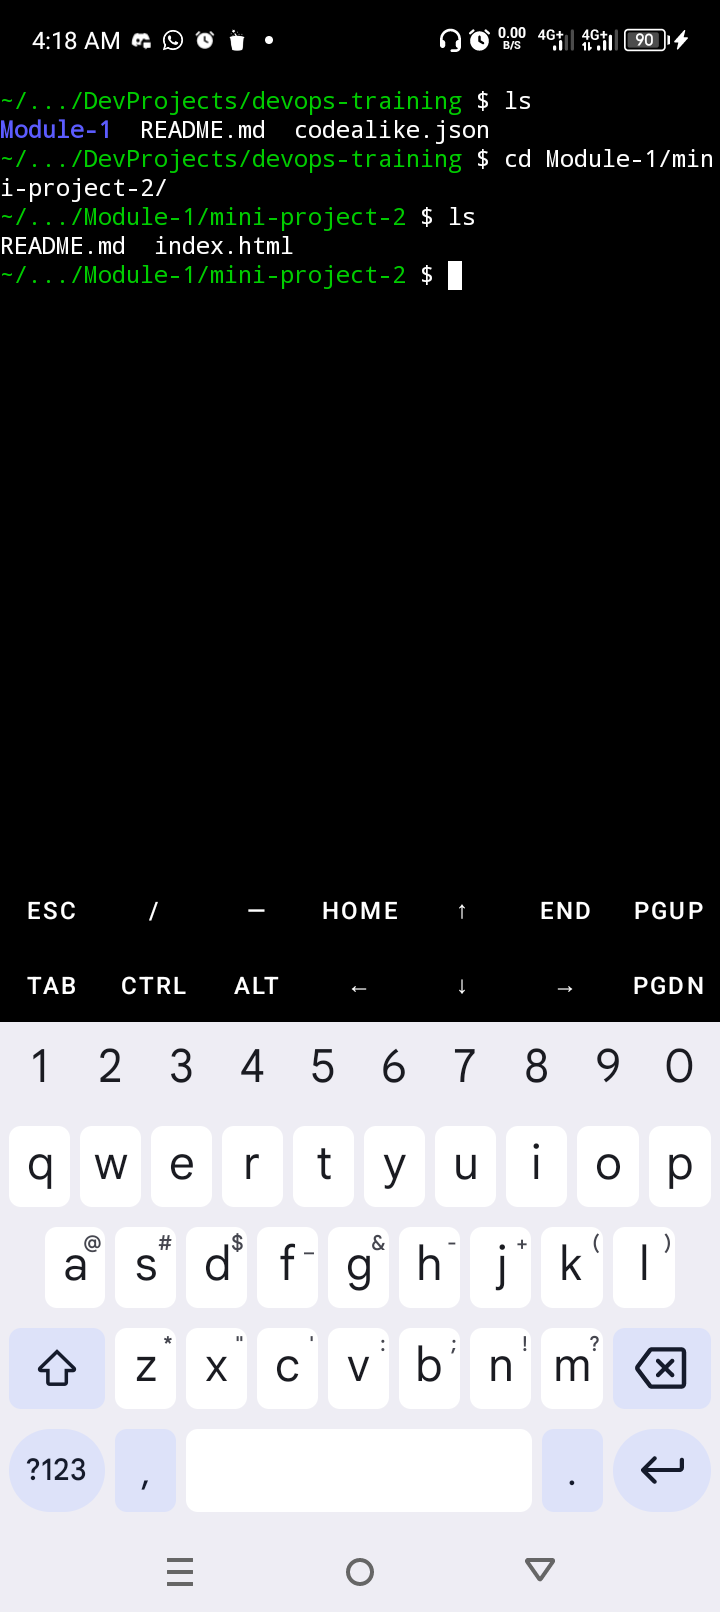 4:18 AM 0.00 B/S 4G+ 4G+ 90
~/.../DevProjects/devops-training $ ls
Module-1  README.md  codealike.json
~/.../DevProjects/devops-training $ cd Module-1/min
i-project-2/
~/.../Module-1/mini-project-2 $ ls
README.md  index.html
~/.../Module-1/mini-project-2 $
ESC / — HOME ↑ END PGUP
TAB CTRL ALT ← ↓ → PGDN
1 2 3 4 5 6 7 8 9 0
q w e r t y u i o p
a @ s # d $ f _ g & h - j + k ( l )
z * x " c ' v : b ; n ! m ?
?123 , .